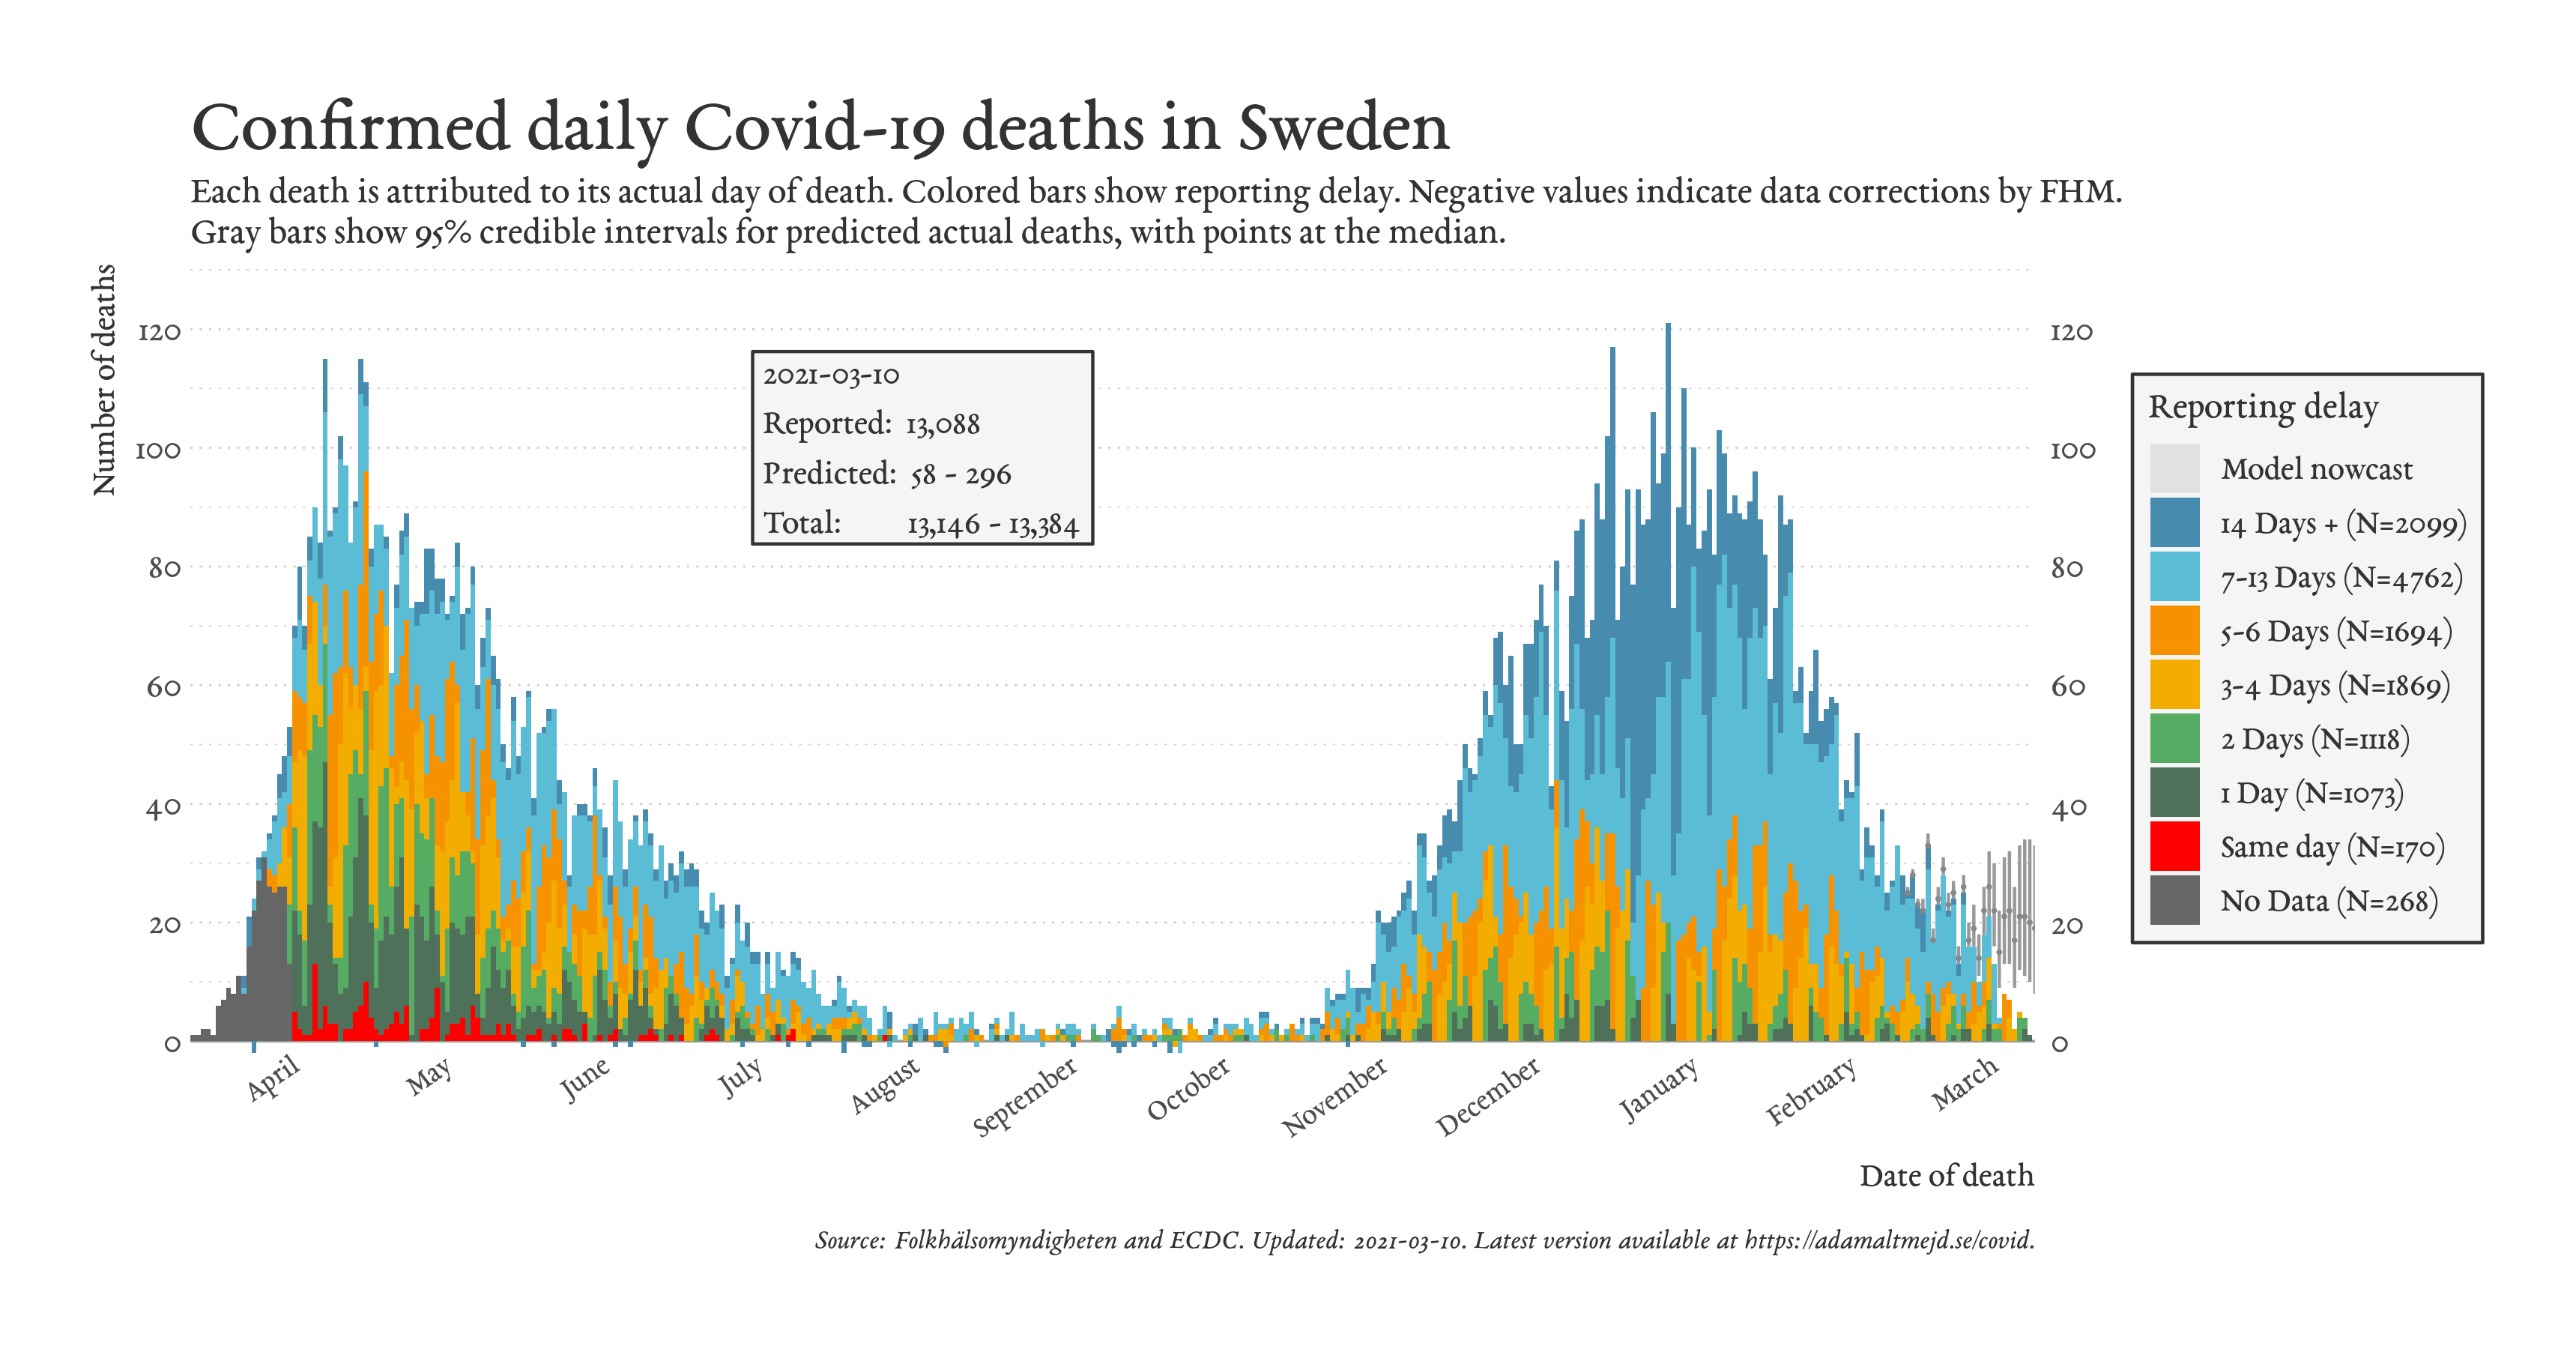 Confirmed daily Covid-19 deaths in Sweden
Each death is attributed to its actual day of death. Colored bars show reporting delay. Negative values indicate data corrections by FHM.
Gray bars show 95% credible intervals for predicted actual deaths, with points at the median.
Number of deaths
120
100
80
60
40
20
0
2021-03-10
Reported: 13,088
Predicted: 58 - 296
Total: 13,146 - 13,384
120
100
80
60
40
20
0
Reporting delay
Model nowcast
14 Days + (N=2099)
7-13 Days (N=4762)
5-6 Days (N=1694)
3-4 Days (N=1869)
2 Days (N=1118)
1 Day (N=1073)
Same day (N=170)
No Data (N=268)
April
May
June
July
August
September
October
November
December
January
February
March
Date of death
Source: Folkhälsomyndigheten and ECDC. Updated: 2021-03-10. Latest version available at https://adamaltmejd.se/covid.